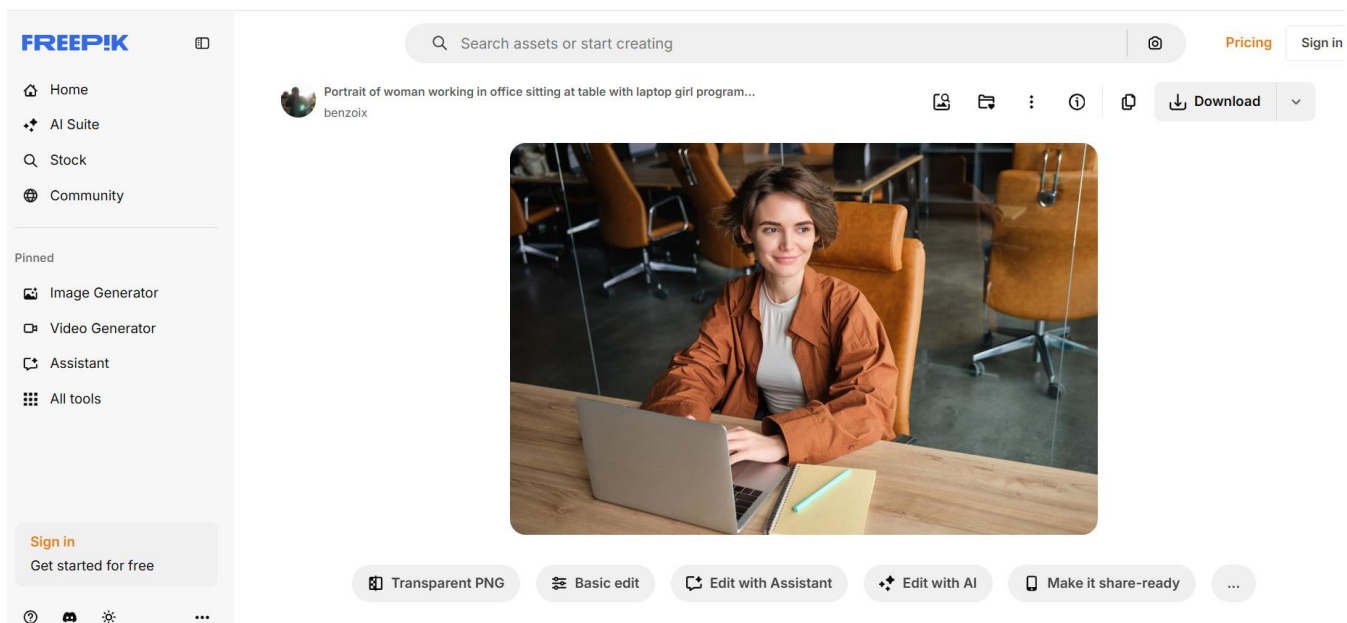 FREEP!K
Search assets or start creating
Pricing
Sign in
Home
AI Suite
Stock
Community
Pinned
Image Generator
Video Generator
Assistant
All tools
Sign in
Get started for free
Portrait of woman working in office sitting at table with laptop girl program...
benzoix
Download
Transparent PNG
Basic edit
Edit with Assistant
Edit with AI
Make it share-ready
...